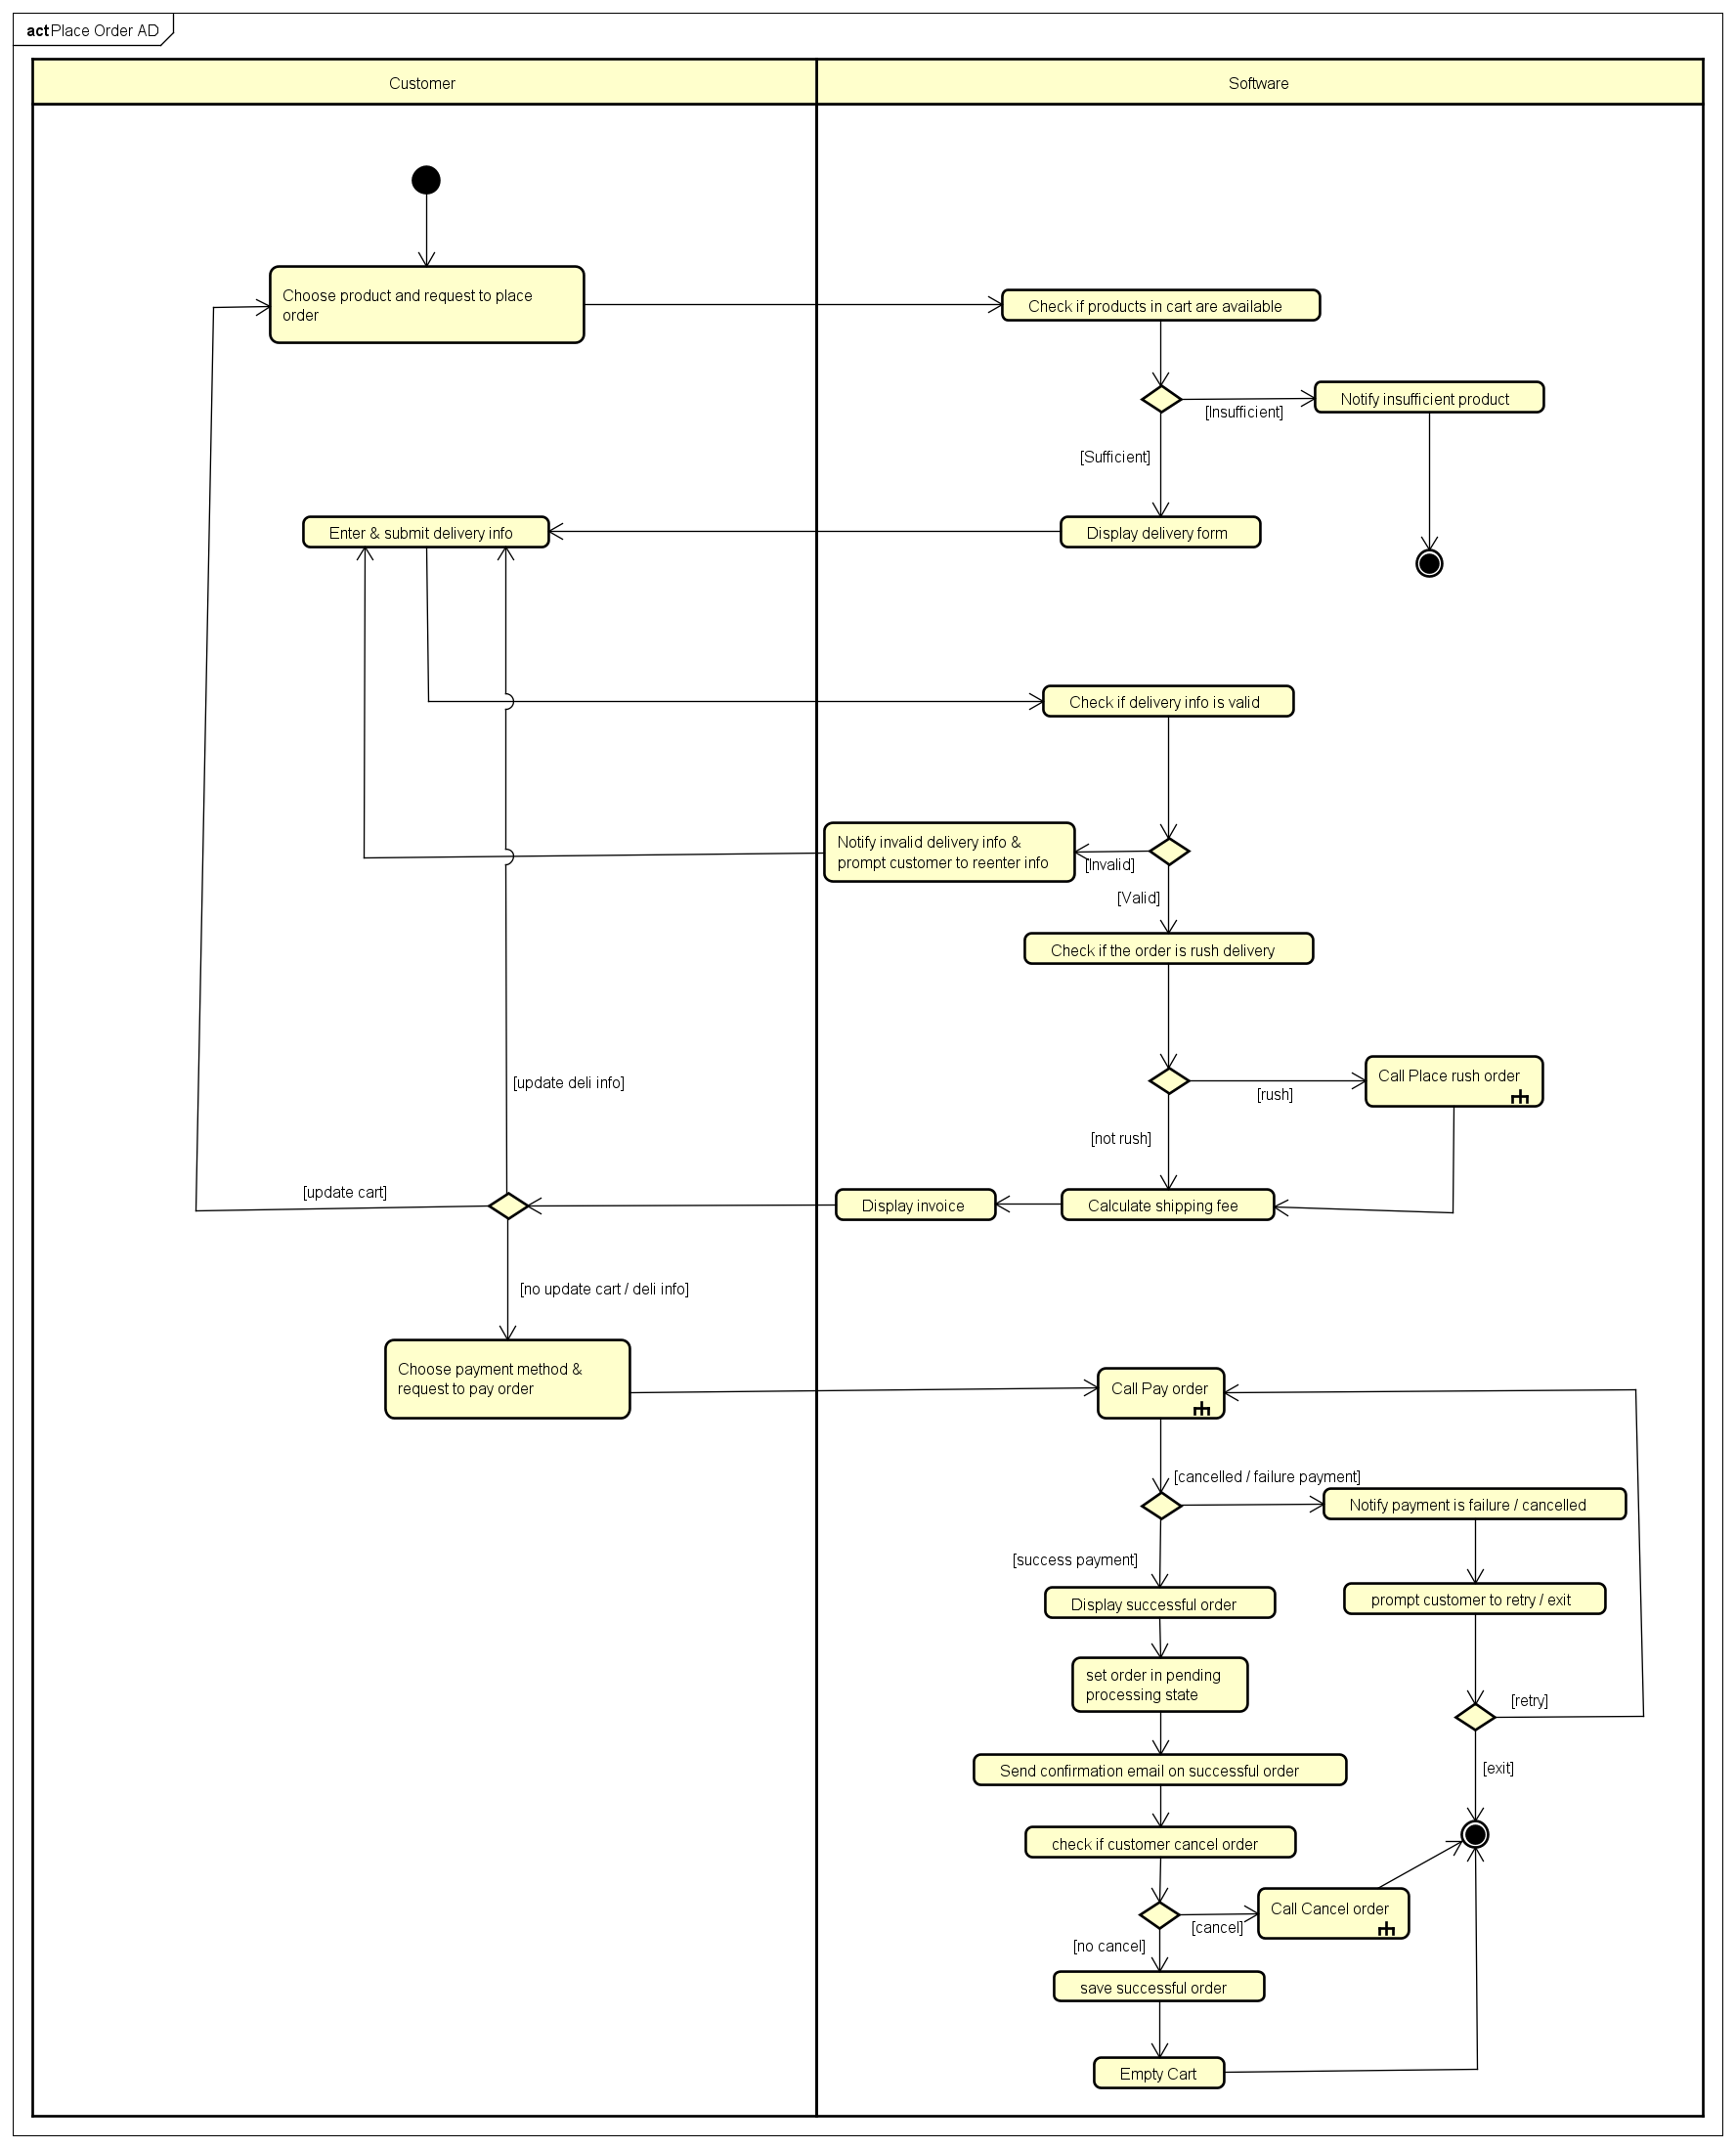 act Place Order AD
Customer
Software
Choose product and request to place
order
Check if products in cart are available
Notify insufficient product
[Insufficient]
[Sufficient]
Enter & submit delivery info
Display delivery form
Check if delivery info is valid
Notify invalid delivery info &
prompt customer to reenter info
[Invalid]
[Valid]
Check if the order is rush delivery
Call Place rush order
[update deli info]
[rush]
[not rush]
[update cart]
Display invoice
Calculate shipping fee
[no update cart / deli info]
Choose payment method &
request to pay order
Call Pay order
[cancelled / failure payment]
Notify payment is failure / cancelled
[success payment]
Display successful order
prompt customer to retry / exit
set order in pending
processing state
[retry]
Send confirmation email on successful order
[exit]
check if customer cancel order
Call Cancel order
[cancel]
[no cancel]
save successful order
Empty Cart